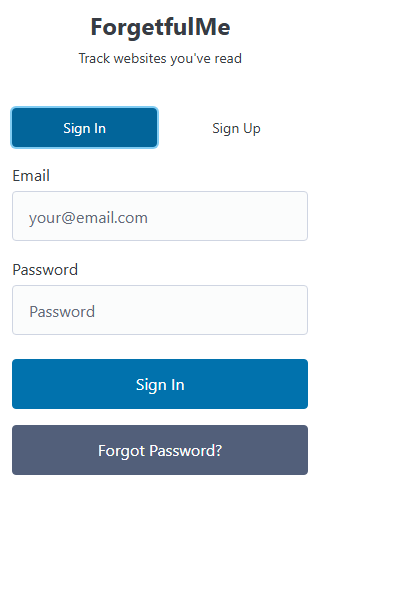 ForgetfulMe
Track websites you've read
Sign In Sign Up
Email
your@email.com
Password
Password
Sign In
Forgot Password?